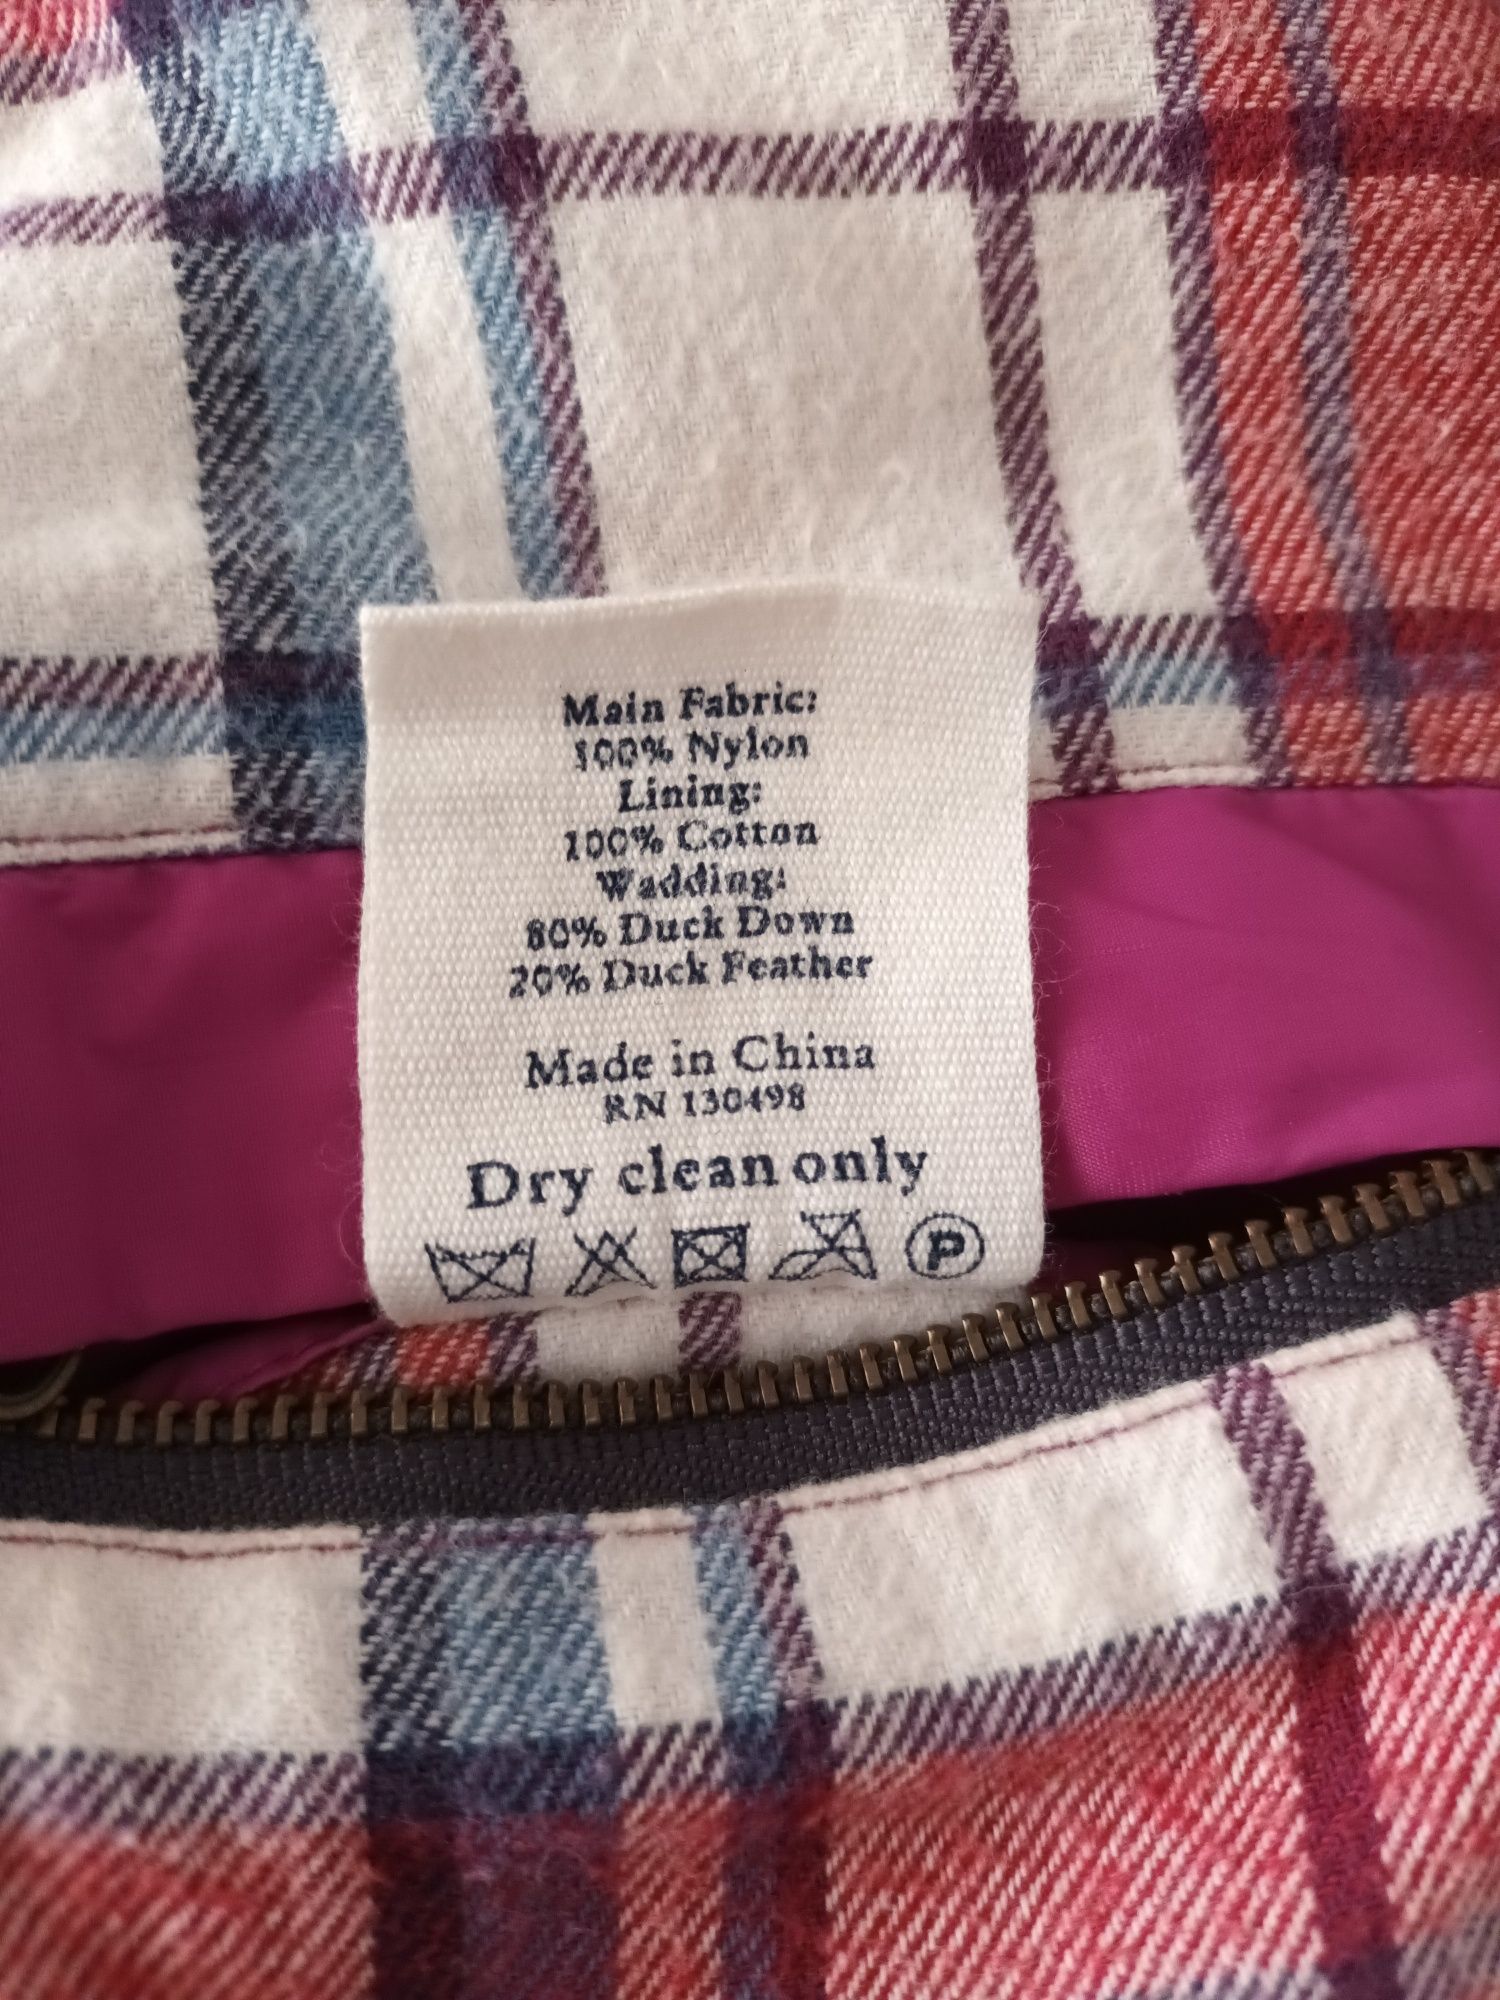 Main Fabric:
100% Nylon
Lining:
100% Cotton
Wadding:
80% Duck Down
20% Duck Feather
Made in China
RN 130498
Dry clean only
P